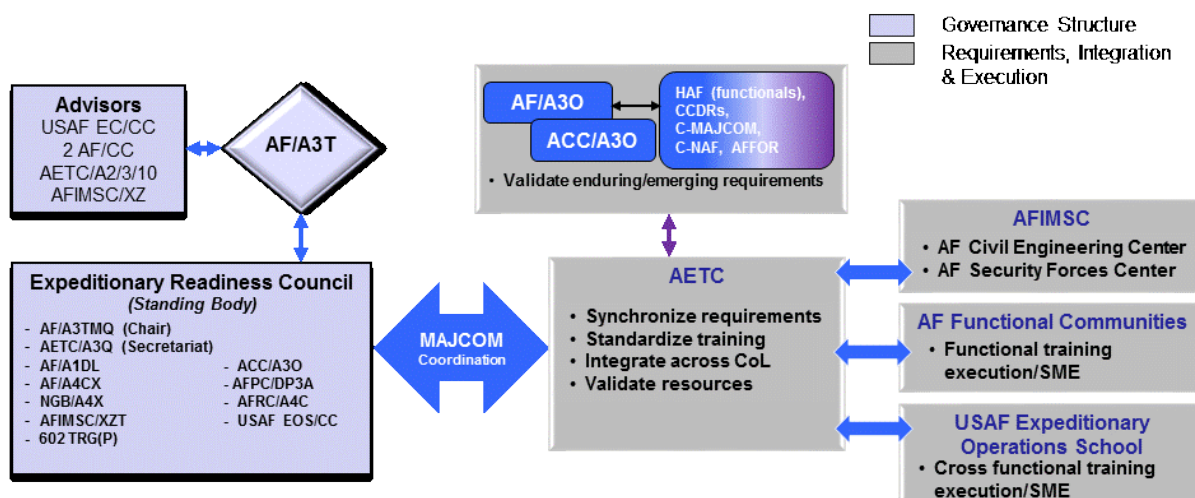 Governance Structure
Requirements, Integration
& Execution
Advisors
USAF EC/CC
2 AF/CC
AETC/A2/3/10
AFIMSC/XZ
AF/A3T
AF/A3O
ACC/A3O
HAF (functionals),
CCDRs,
C-MAJCOM,
C-NAF, AFFOR
• Validate enduring/emerging requirements
Expeditionary Readiness Council
(Standing Body)
- AF/A3TMQ (Chair)
- AETC/A3Q (Secretariat)
- AF/A1DL
- AF/A4CX
- NGB/A4X
- AFIMSC/XZT
- 602 TRG(P)
- ACC/A3O
- AFPC/DP3A
- AFRC/A4C
- USAF EOS/CC
MAJCOM
Coordination
AETC
• Synchronize requirements
• Standardize training
• Integrate across CoL
• Validate resources
AFIMSC
• AF Civil Engineering Center
• AF Security Forces Center
AF Functional Communities
• Functional training
execution/SME
USAF Expeditionary
Operations School
• Cross functional training
execution/SME